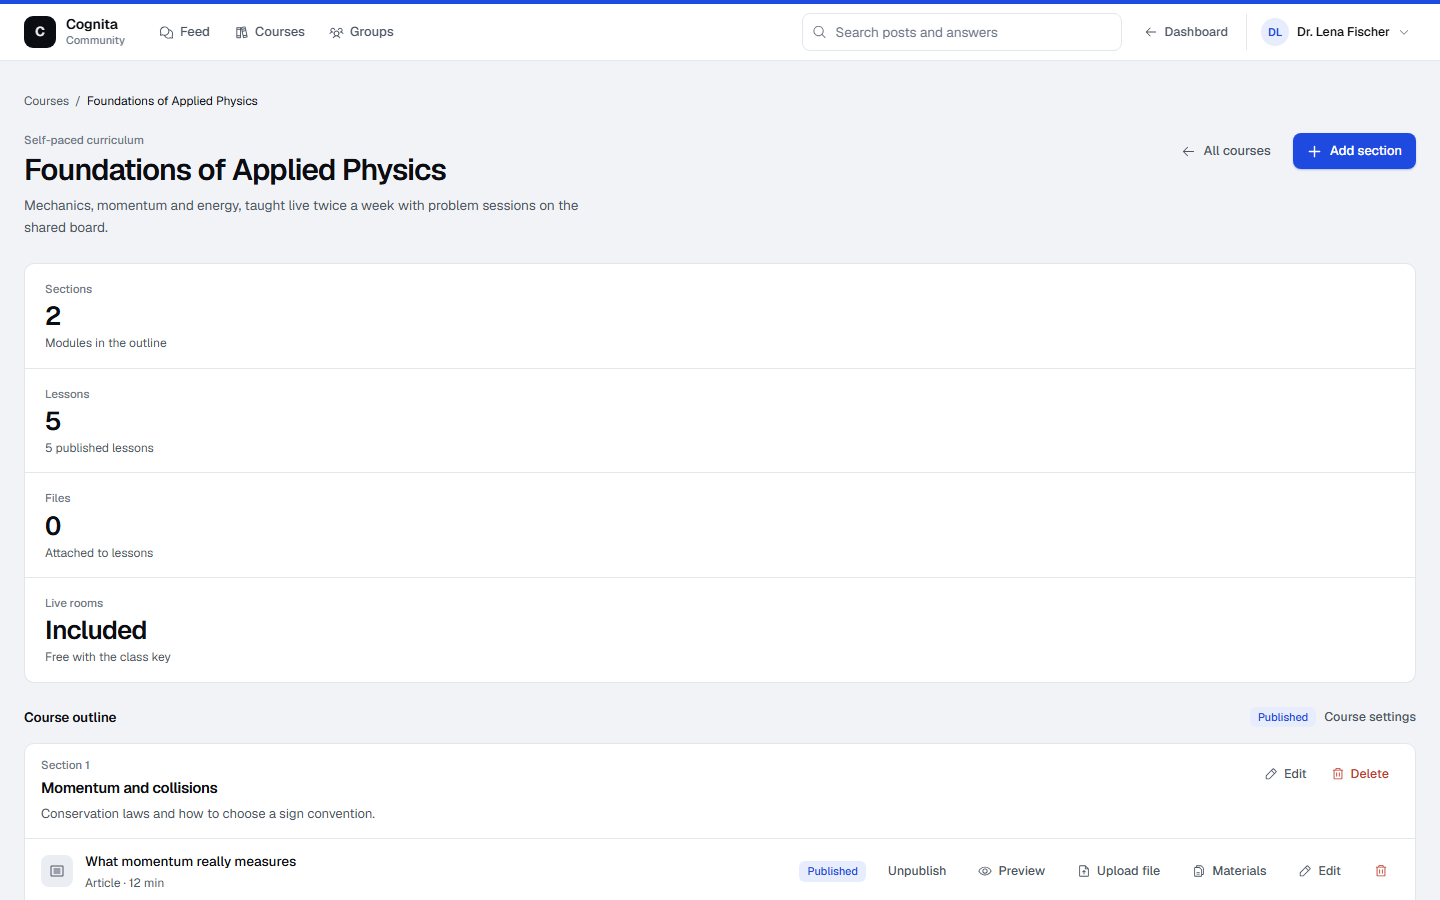 C
Cognita
Community
Feed
Courses
Groups
Search posts and answers
Dashboard
DL
Dr. Lena Fischer
Courses / Foundations of Applied Physics
Self-paced curriculum
Foundations of Applied Physics
Mechanics, momentum and energy, taught live twice a week with problem sessions on the
shared board.
All courses
Add section
Sections
2
Modules in the outline
Lessons
5
5 published lessons
Files
0
Attached to lessons
Live rooms
Included
Free with the class key
Course outline
Published
Course settings
Section 1
Momentum and collisions
Conservation laws and how to choose a sign convention.
Edit
Delete
What momentum really measures
Article · 12 min
Published
Unpublish
Preview
Upload file
Materials
Edit